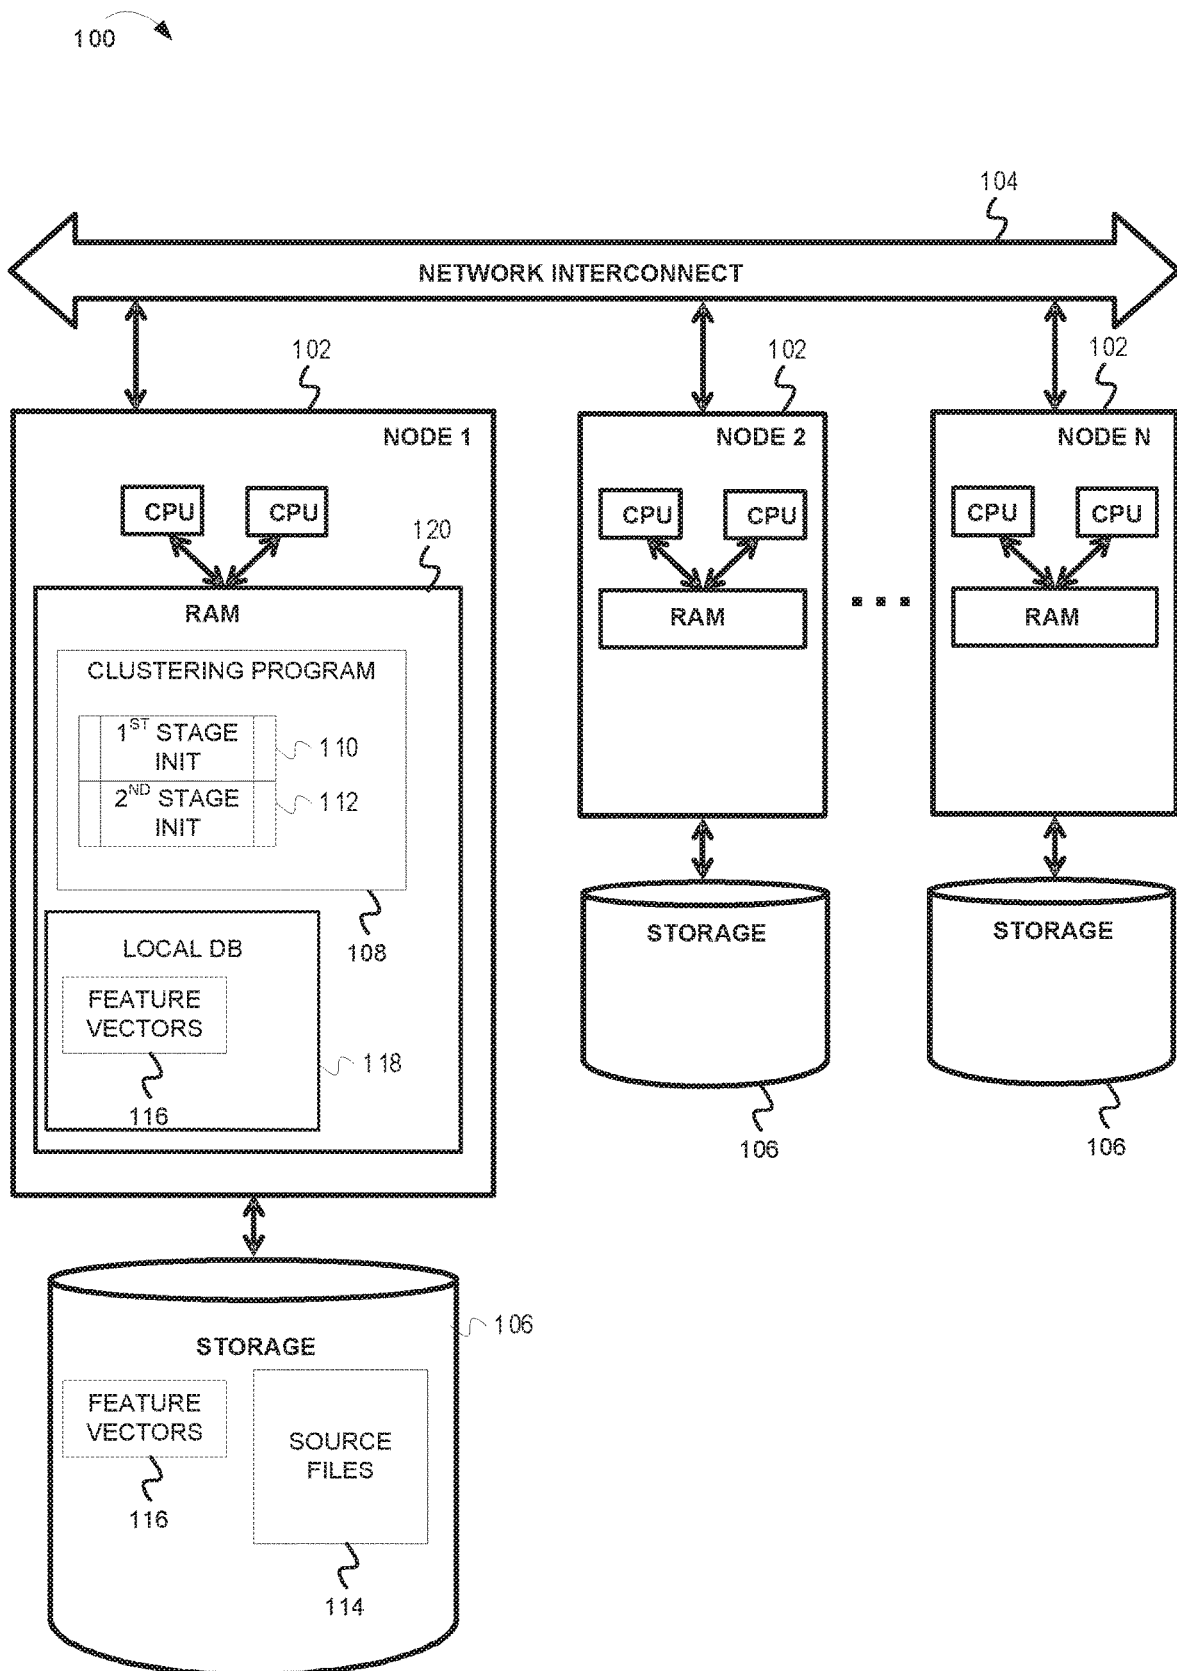 100
104
NETWORK INTERCONNECT
102
102
102
NODE 1
NODE 2
NODE N
CPU
CPU
CPU
CPU
CPU
CPU
120
RAM
RAM
RAM
CLUSTERING PROGRAM
1ST STAGE
INIT
110
2ND STAGE
INIT
112
108
LOCAL DB
FEATURE
VECTORS
116
118
STORAGE
STORAGE
106
106
106
STORAGE
FEATURE
VECTORS
116
SOURCE
FILES
114